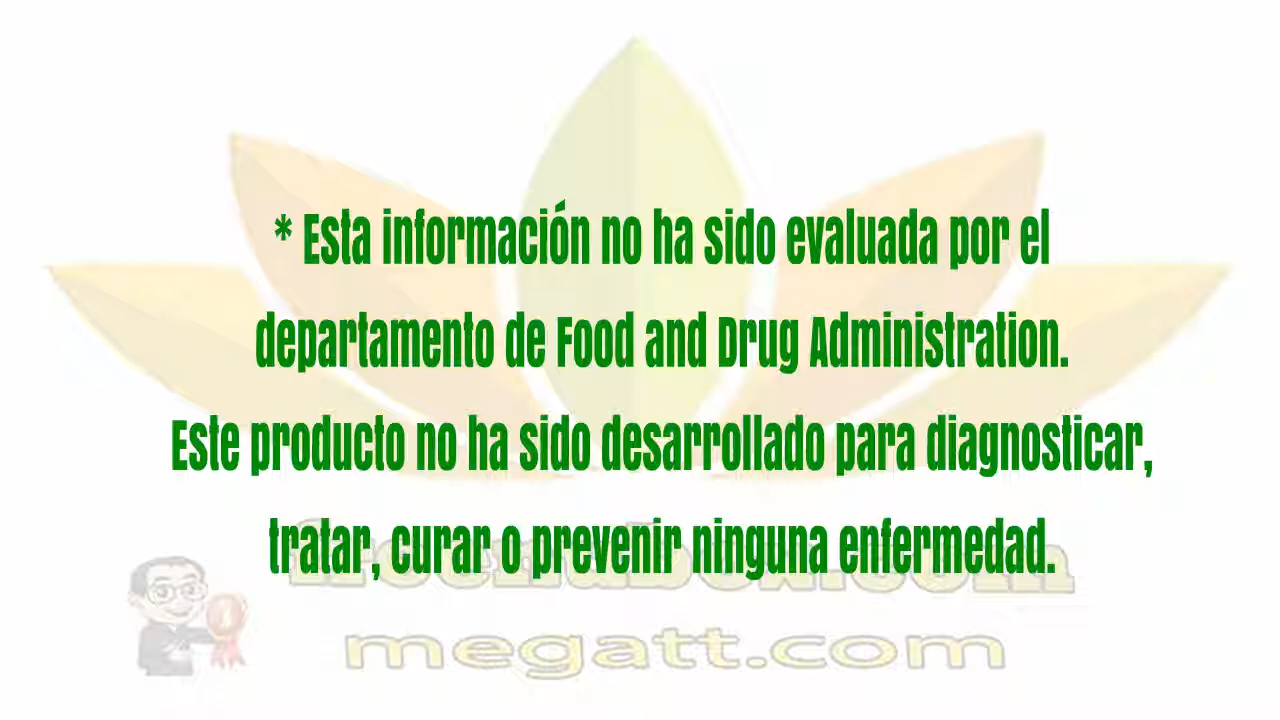 * Esta información no ha sido evaluada por el
departamento de Food and Drug Administration.
Este producto no ha sido desarrollado para diagnosticar,
tratar, curar o prevenir ninguna enfermedad.
megatt.com